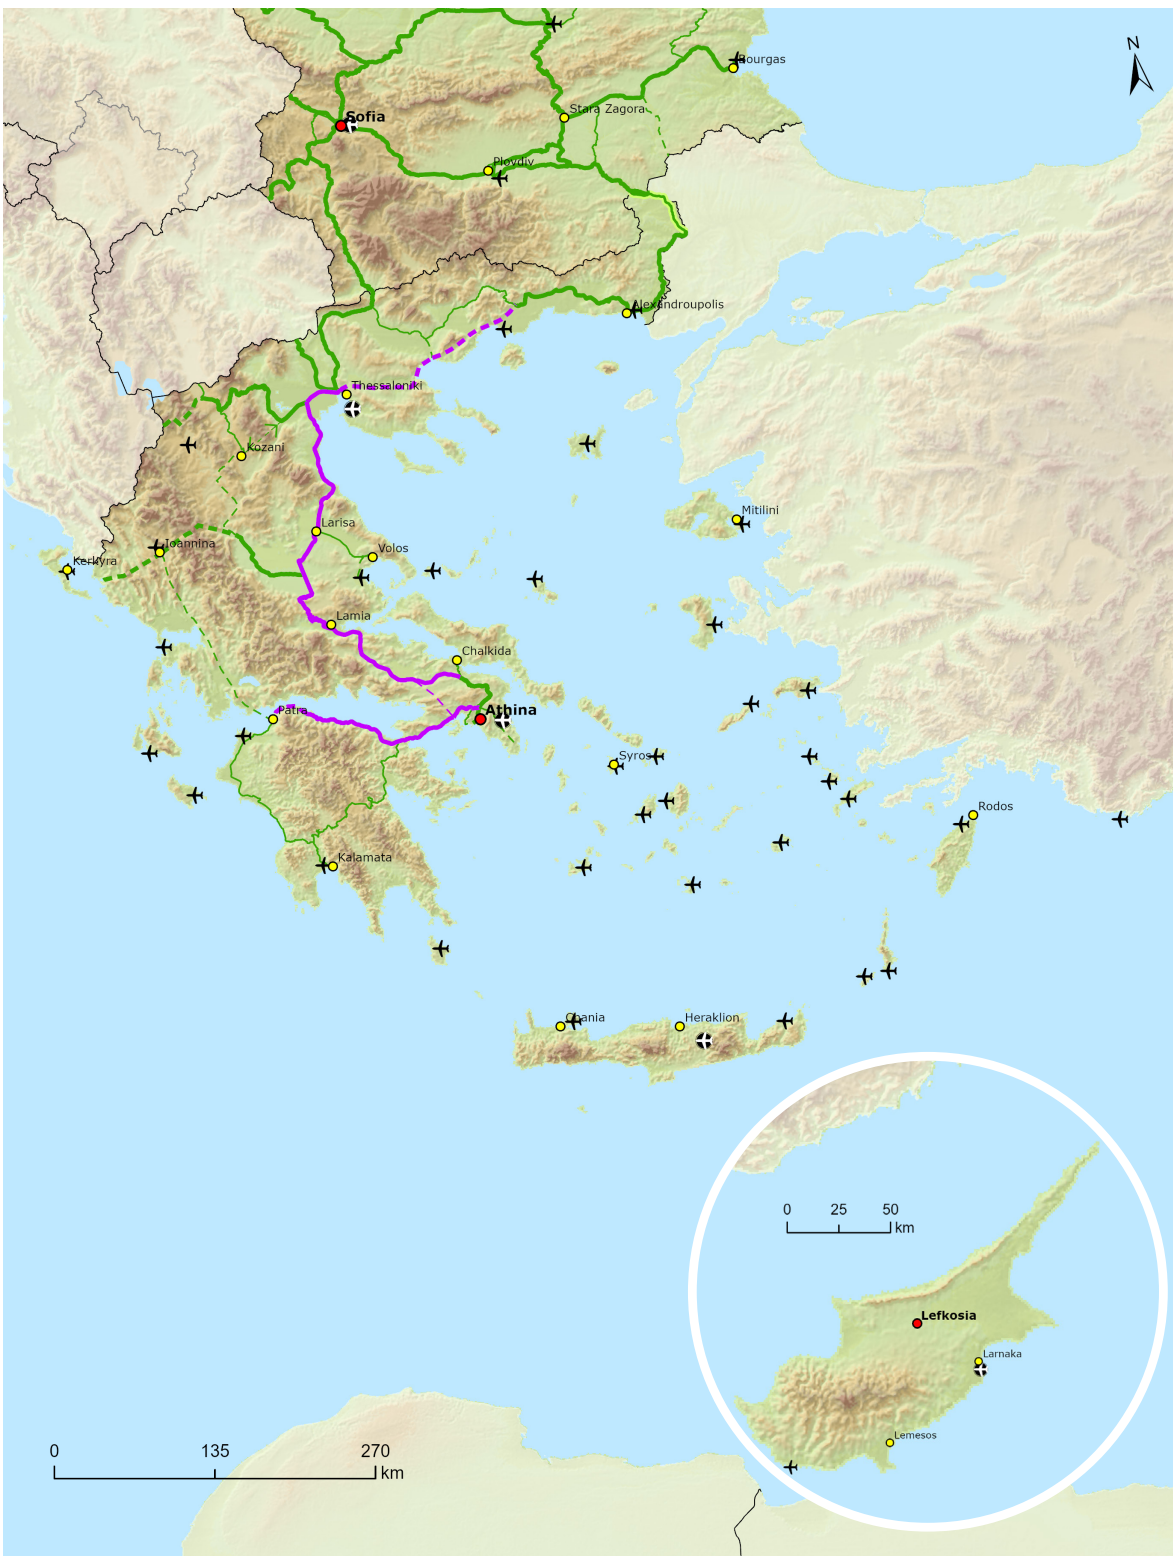 N
Bourgas
Stara Zagora
Sofia
Plovdiv
Alexandroupolis
Thessaloniki
Kozani
Mitilini
Larisa
Ioannina
Volos
Kerkyra
Lamia
Chalkida
Patra
Athina
Syros
Rodos
Kalamata
Chania
Heraklion
0 25 50
km
Lefkosia
Larnaka
Lemesos
0 135 270
km